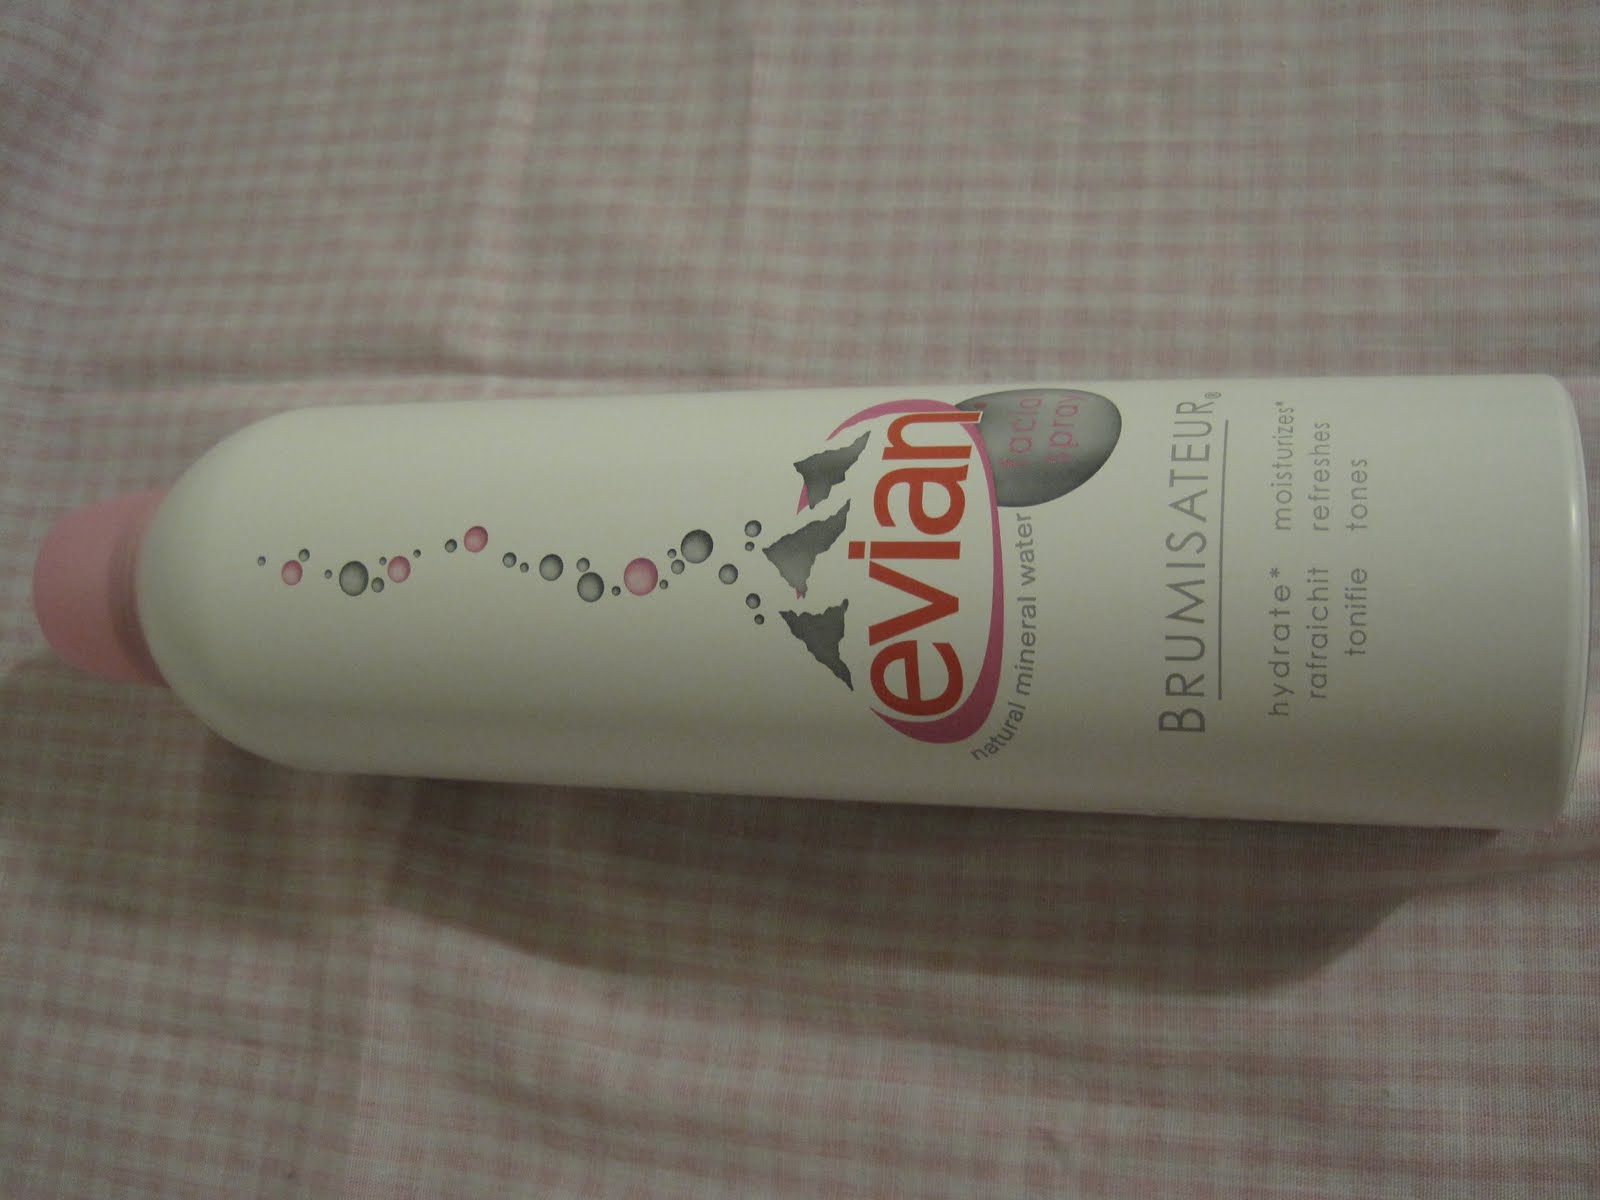 evian®
facial
spray
natural mineral water
BRUMISATEUR®
hydrate* moisturizes*
rafraichit refreshes
tonifie tones